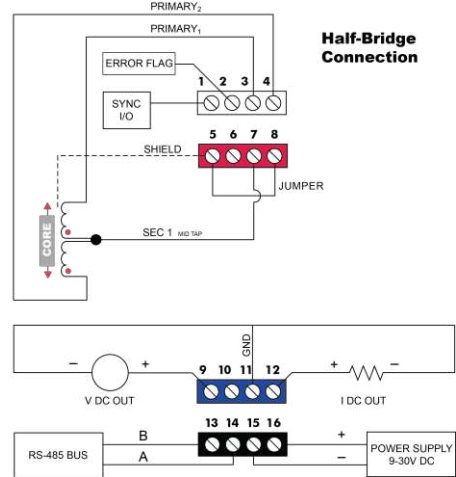 PRIMARY2
PRIMARY1
Half-Bridge
Connection
ERROR FLAG
1 2 3 4
SYNC
I/O
SHIELD
5 6 7 8
JUMPER
CORE
SEC 1 MID TAP
GND
− + 9 10 11 12 + −
V DC OUT
I DC OUT
13 14 15 16
B +
RS-485 BUS
A −
POWER SUPPLY
9-30V DC